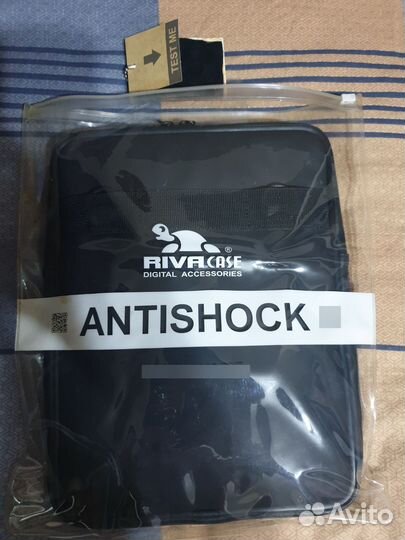 TEST ME
RIVACASE ®
DIGITAL ACCESSORIES
ANTISHOCK
Avito